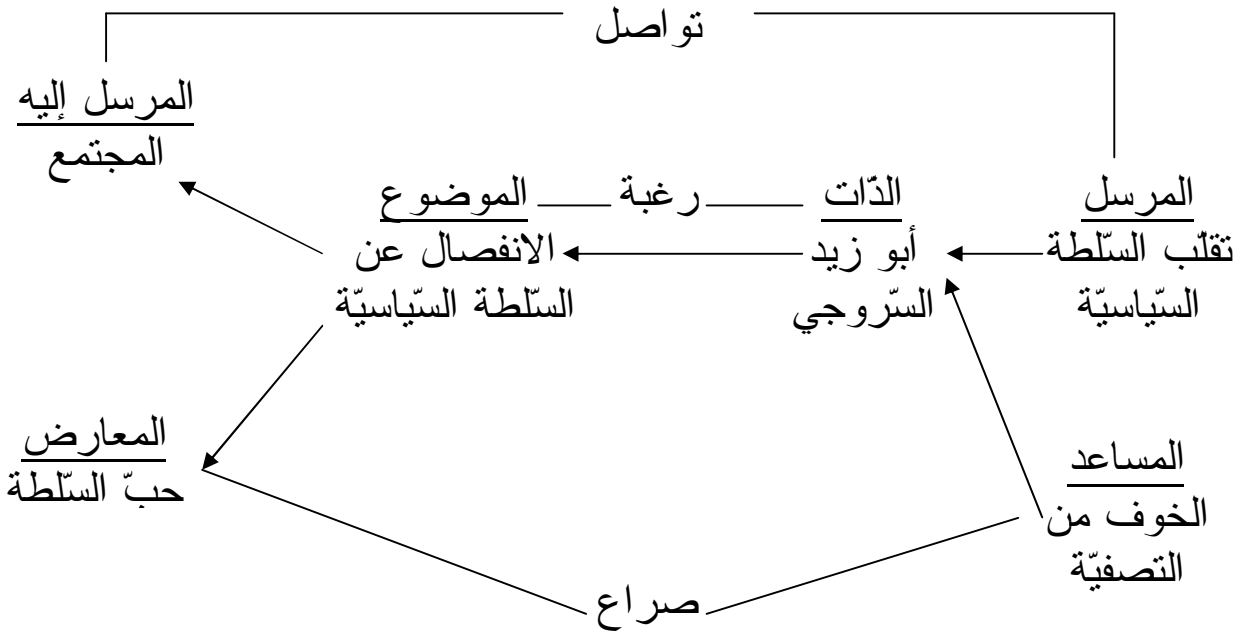 تواصل
المرسل إليه
المجتمع
المرسل
تقلّب السّلطة
السّياسيّة
الذّات
أبو زيد
السّروجي
رغبة
الموضوع
الانفصال عن
السّلطة السّياسيّة
المساعد
الخوف من
التصفيّة
المعارض
حبّ السّلطة
صراع